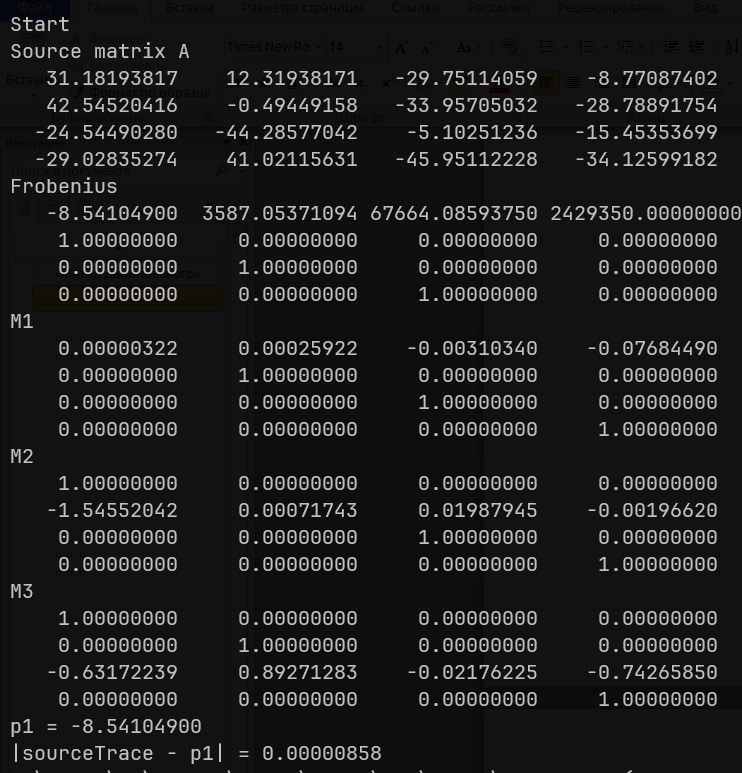 Start
Source matrix A
31.18193817 12.31938171 -29.75114059 -8.77087402
42.54520416 -0.49449158 -33.95705032 -28.78891754
-24.54490280 -44.28577042 -5.10251236 -15.45353699
-29.02835274 41.02115631 -45.95112228 -34.12599182
Frobenius
-8.54104900 3587.05371094 67664.08593750 2429350.00000000
1.00000000 0.00000000 0.00000000 0.00000000
0.00000000 1.00000000 0.00000000 0.00000000
0.00000000 0.00000000 1.00000000 0.00000000
M1
0.00000322 0.00025922 -0.00310340 -0.07684490
0.00000000 1.00000000 0.00000000 0.00000000
0.00000000 0.00000000 1.00000000 0.00000000
0.00000000 0.00000000 0.00000000 1.00000000
M2
1.00000000 0.00000000 0.00000000 0.00000000
-1.54552042 0.00071743 0.01987945 -0.00196620
0.00000000 0.00000000 1.00000000 0.00000000
0.00000000 0.00000000 0.00000000 1.00000000
M3
1.00000000 0.00000000 0.00000000 0.00000000
0.00000000 1.00000000 0.00000000 0.00000000
-0.63172239 0.89271283 -0.02176225 -0.74265850
0.00000000 0.00000000 0.00000000 1.00000000
p1 = -8.54104900
|sourceTrace - p1| = 0.00000858